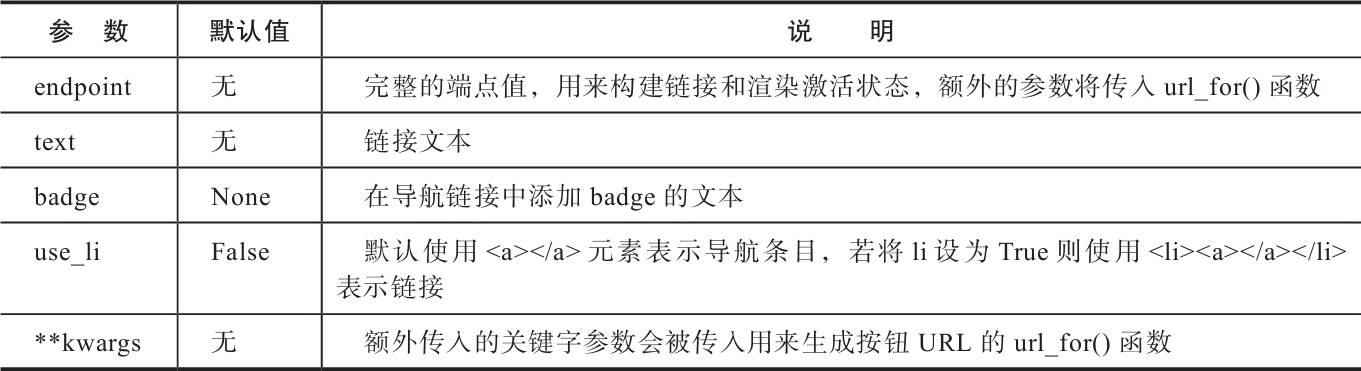 参 数 默认值 说 明
endpoint 无 完整的端点值，用来构建链接和渲染激活状态，额外的参数将传入 url_for() 函数
text 无 链接文本
badge None 在导航链接中添加 badge 的文本
use_li False 默认使用 <a></a> 元素表示导航条目，若将 li 设为 True 则使用 <li><a></a></li>
表示链接
**kwargs 无 额外传入的关键字参数会被传入用来生成按钮 URL 的 url_for() 函数